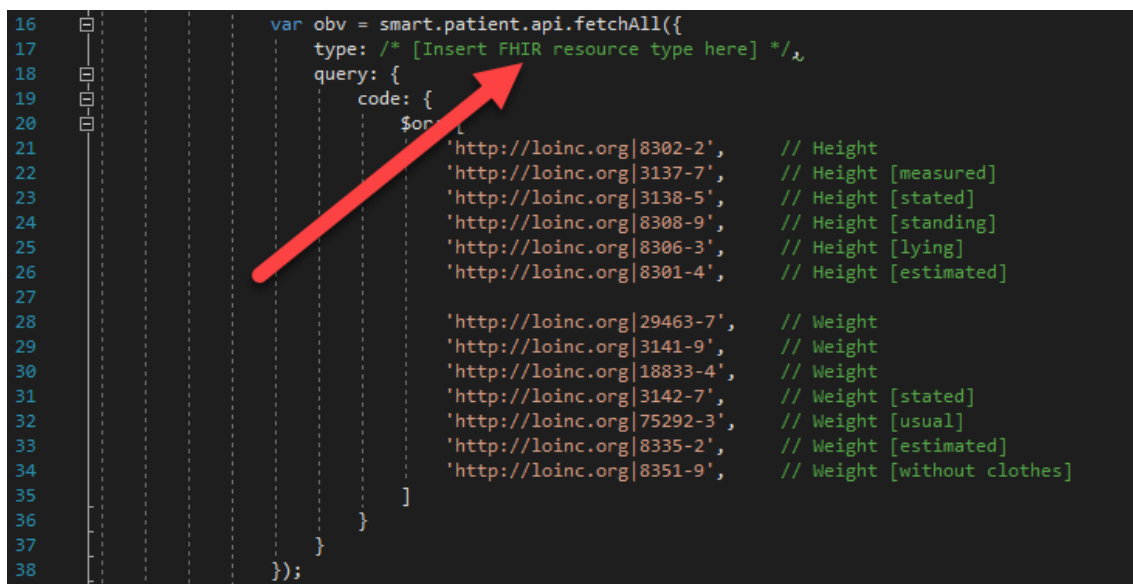 16 var obv = smart.patient.api.fetchAll({
17 type: /* [Insert FHIR resource type here] */,
18 query: {
19 code: {
20 $or: [
21 'http://loinc.org|8302-2', // Height
22 'http://loinc.org|3137-7', // Height [measured]
23 'http://loinc.org|3138-5', // Height [stated]
24 'http://loinc.org|8308-9', // Height [standing]
25 'http://loinc.org|8306-3', // Height [lying]
26 'http://loinc.org|8301-4', // Height [estimated]
27
28 'http://loinc.org|29463-7', // Weight
29 'http://loinc.org|3141-9', // Weight
30 'http://loinc.org|18833-4', // Weight
31 'http://loinc.org|3142-7', // Weight [stated]
32 'http://loinc.org|75292-3', // Weight [usual]
33 'http://loinc.org|8335-2', // Weight [estimated]
34 'http://loinc.org|8351-9', // Weight [without clothes]
35 ]
36 }
37 }
38 });